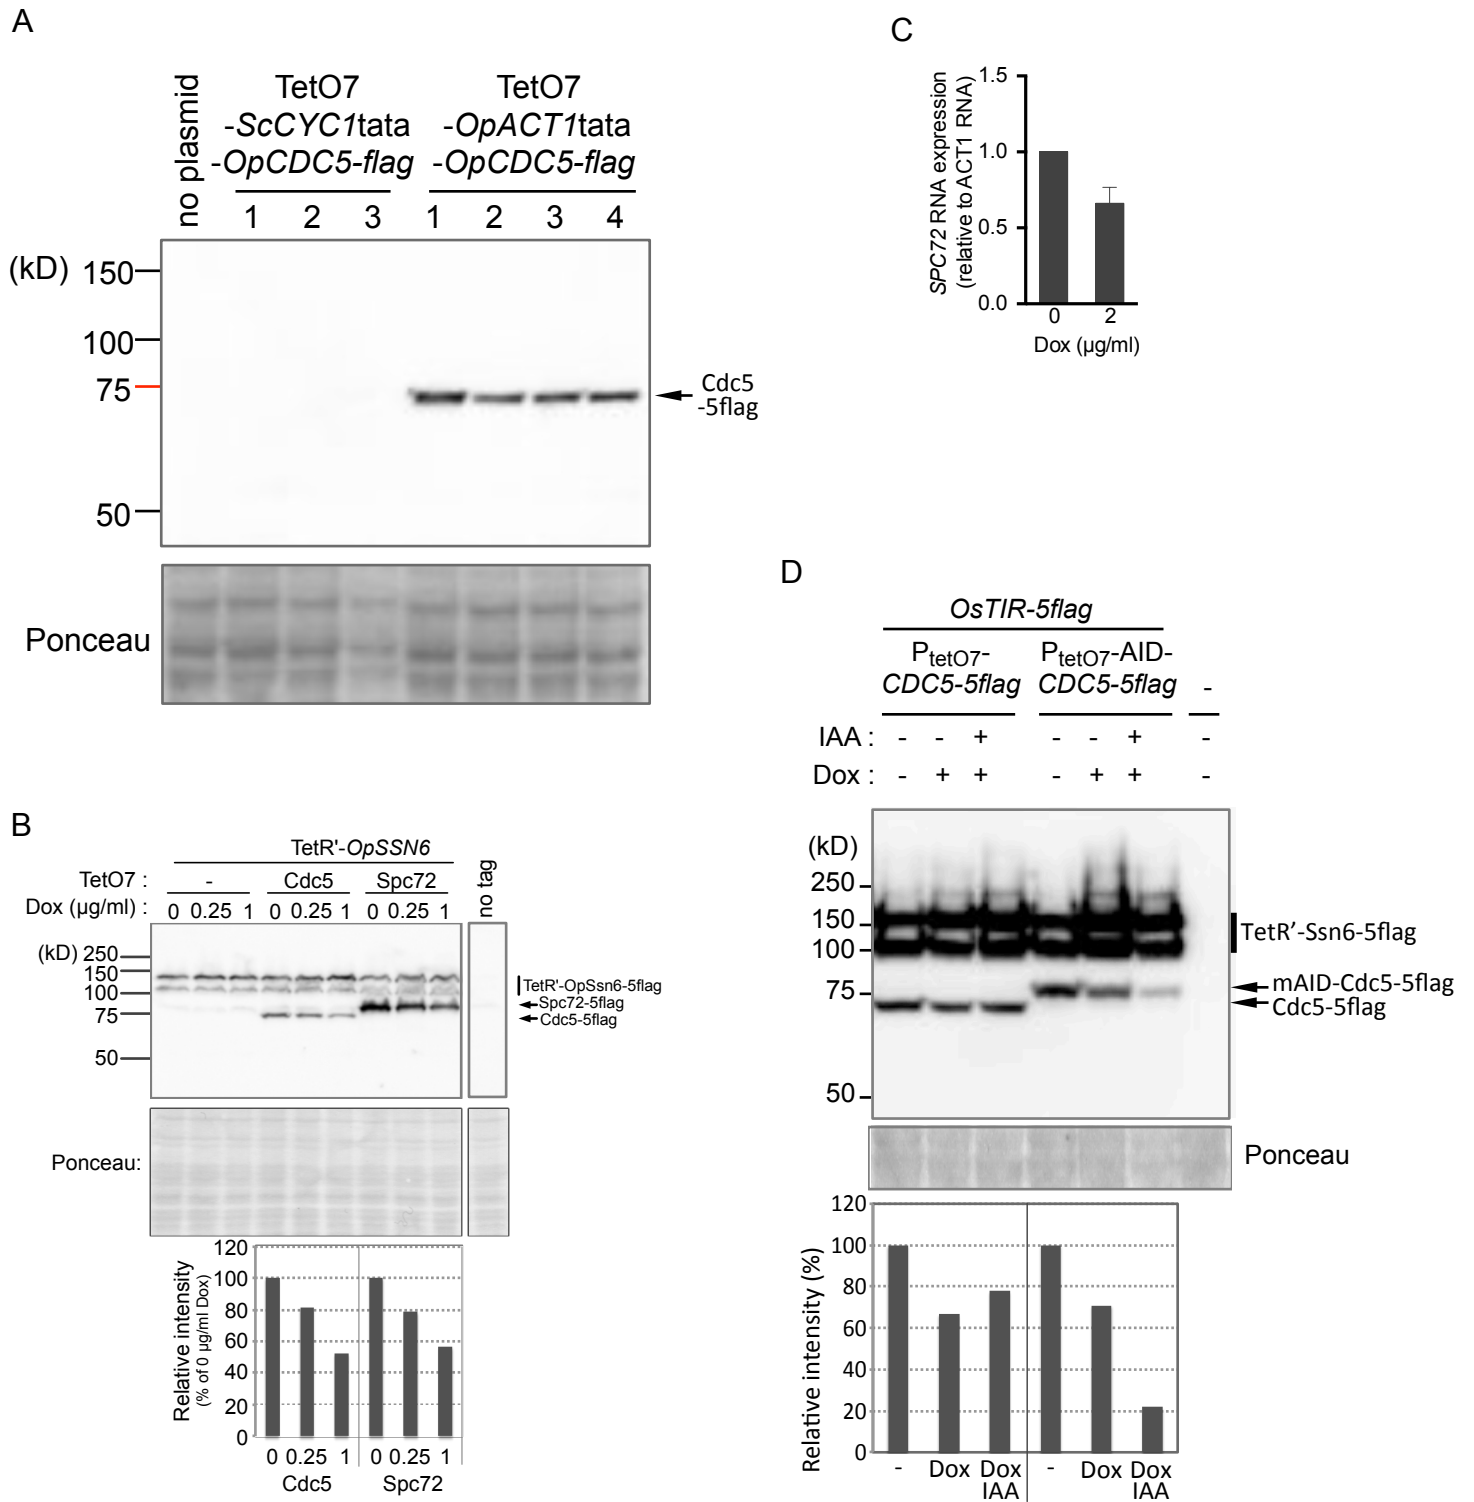 A
no plasmid
TetO7
-ScCYC1tata
-OpCDC5-flag
TetO7
-OpACT1tata
-OpCDC5-flag
1 2 3 1 2 3 4
(kD) 150
100
75
50
Cdc5
-5flag
Ponceau
C
SPC72 RNA expression
(relative to ACT1 RNA)
1.5
1.0
0.5
0.0
0 2
Dox (µg/ml)
B
TetR'-OpSSN6
TetO7 : - Cdc5 Spc72
no tag
Dox (µg/ml) : 0 0.25 1 0 0.25 1 0 0.25 1
(kD) 250
150
100
75
50
TetR'-OpSsn6-5flag
Spc72-5flag
Cdc5-5flag
Ponceau:
Relative intensity
(% of 0 µg/ml Dox)
120
100
80
60
40
20
0
0 0.25 1 0 0.25 1
Cdc5 Spc72
D
OsTIR-5flag
PtetO7-
CDC5-5flag
PtetO7-AID-
CDC5-5flag
-
IAA : - - + - - + -
Dox : - + + - + + -
(kD)
250
150
100
75
50
TetR’-Ssn6-5flag
mAID-Cdc5-5flag
Cdc5-5flag
Ponceau
Relative intensity (%)
120
100
80
60
40
20
0
- Dox Dox - Dox Dox
IAA IAA